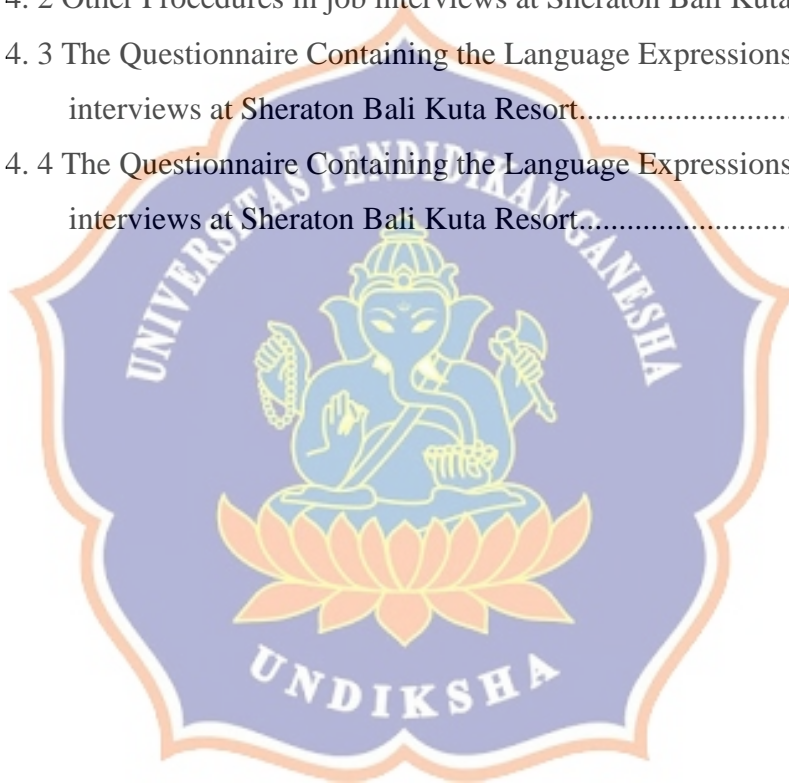 4. 2 Other Procedures in job interviews at Sheraton Bali Kuta
4. 3 The Questionnaire Containing the Language Expressions
interviews at Sheraton Bali Kuta Resort..............................
4. 4 The Questionnaire Containing the Language Expressions
interviews at Sheraton Bali Kuta Resort..............................
UNIVERSITAS PENDIDIKAN GANESHA
UNDIKSHA